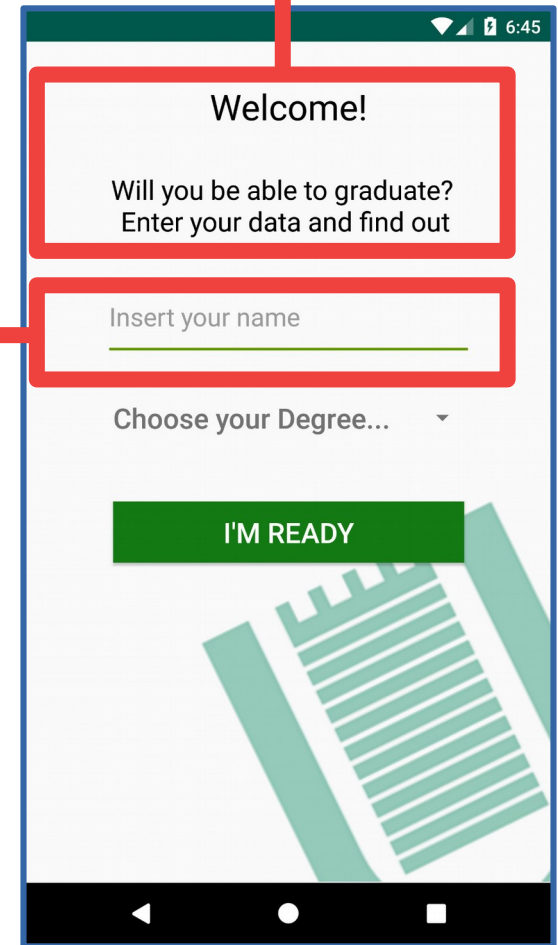 6:45
Welcome!
Will you be able to graduate?
Enter your data and find out
Insert your name
Choose your Degree...
I'M READY